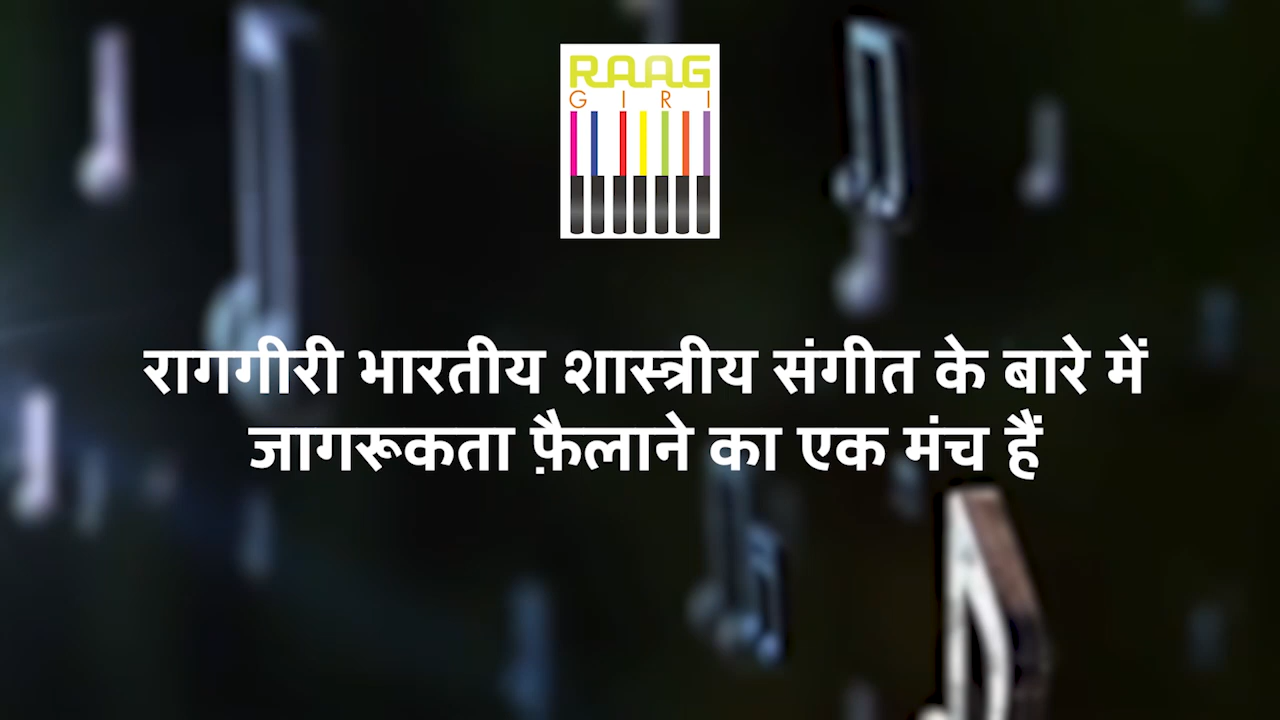 RAAG
GIRI
रागगीरी भारतीय शास्त्रीय संगीत के बारे में
जागरूकता फ़ैलाने का एक मंच हैं